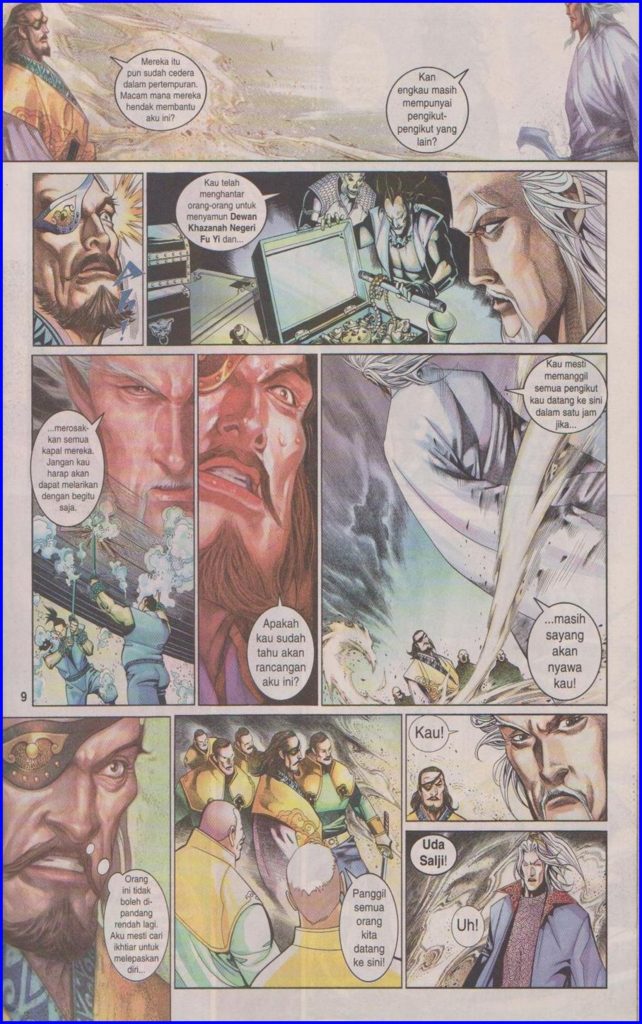 Mereka itu
pun sudah cedera
dalam pertempuran.
Macam mana mereka
hendak membantu
aku ini?
Kan
engkau masih
mempunyai
pengikut-
pengikut yang
lain?
Kau telah
menghantar
orang-orang untuk
menyamun Dewan
Khazanah Negeri
Fu Yi dan...
...merosak-
kan semua
kapal mereka.
Jangan kau
harap akan
dapat melarikan
dengan begitu
saja.
Apakah
kau sudah
tahu akan
rancangan
aku ini?
Kau mesti
memanggil
semua pengikut
kau datang ke sini
dalam satu jam
jika...
...masih
sayang
akan
nyawa
kau!
9
Orang
ini tidak
boleh di-
pandang
rendah lagi.
Aku mesti cari
ikhtiar untuk
melepaskan
diri...
Panggil
semua
orang
kita
datang
ke sini!
Kau!
Uda
Salji!
Uh!